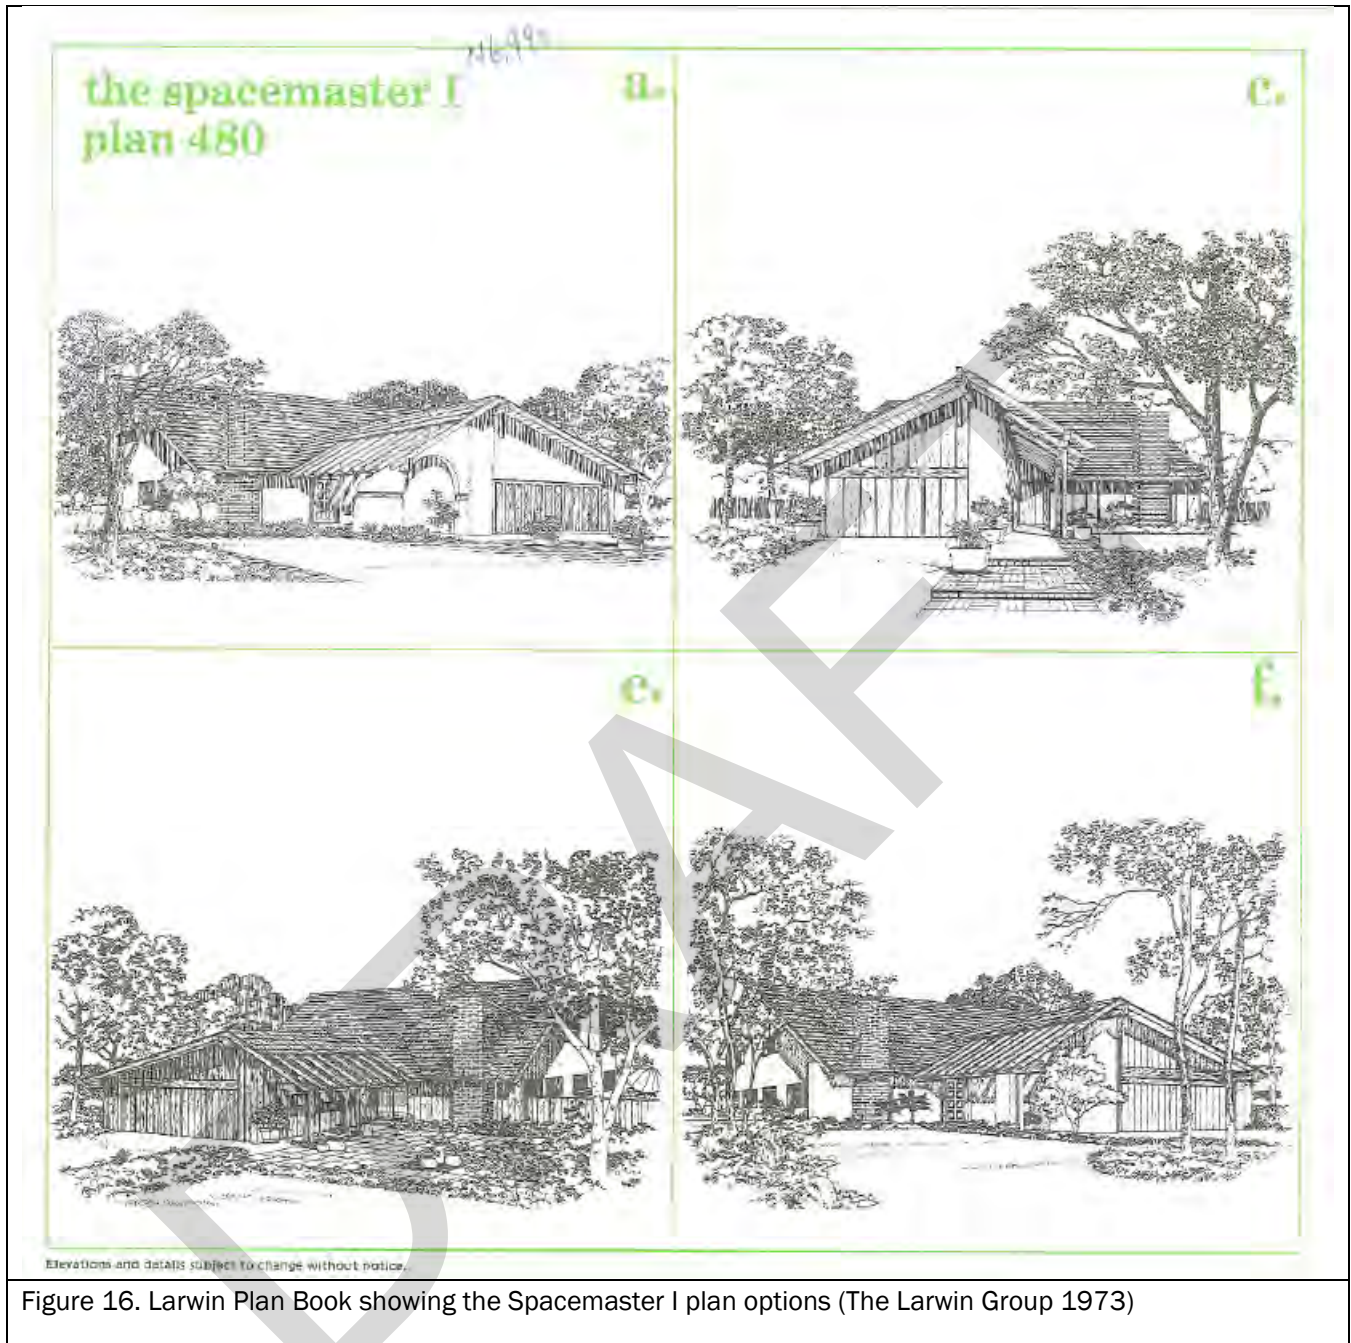 the spacemaster I
plan 480
a.
c.
e.
f.
DRAFT
Elevations and details subject to change without notice.
Figure 16. Larwin Plan Book showing the Spacemaster I plan options (The Larwin Group 1973)